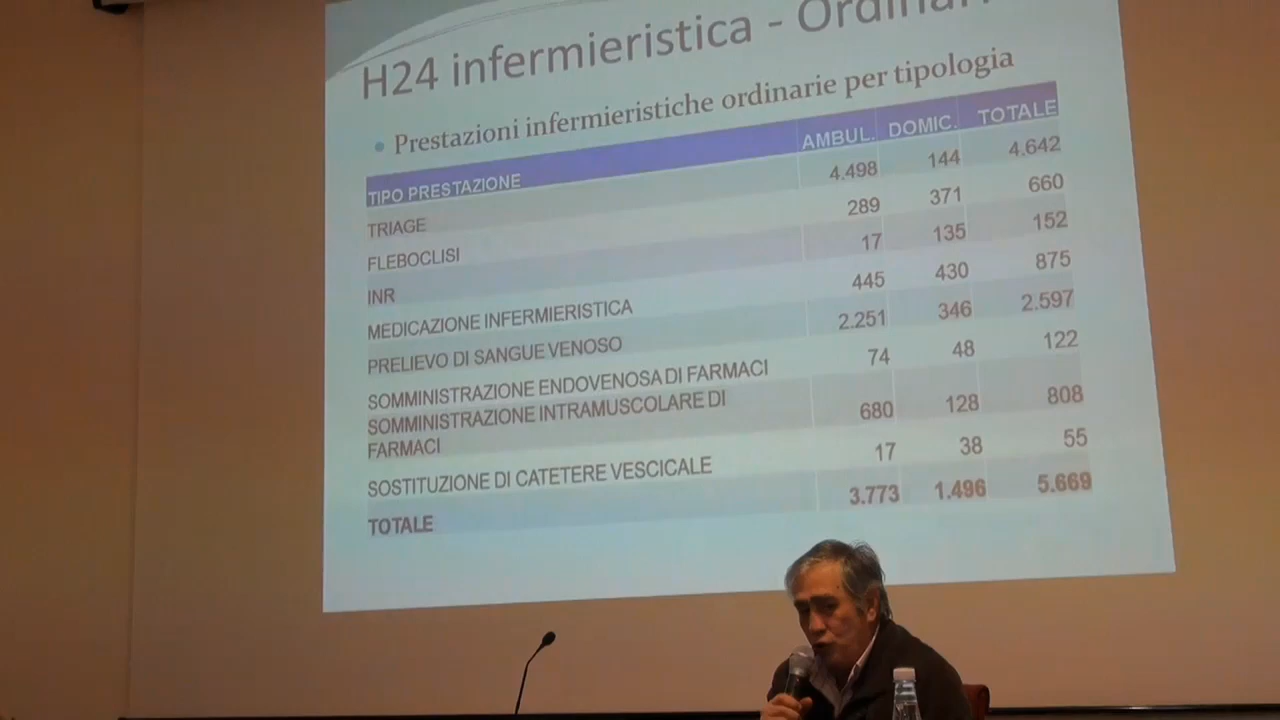 H24 infermieristica - Ordinari
Prestazioni infermieristiche ordinarie per tipologia
TIPO PRESTAZIONE AMBUL. DOMIC. TOTALE
TRIAGE 4.498 144 4.642
FLEBOCLISI 289 371 660
INR 17 135 152
MEDICAZIONE INFERMIERISTICA 445 430 875
PRELIEVO DI SANGUE VENOSO 2.251 346 2.597
SOMMINISTRAZIONE ENDOVENOSA DI FARMACI 74 48 122
SOMMINISTRAZIONE INTRAMUSCOLARE DI
FARMACI 680 128 808
SOSTITUZIONE DI CATETERE VESCICALE 17 38 55
TOTALE 3.773 1.496 5.669